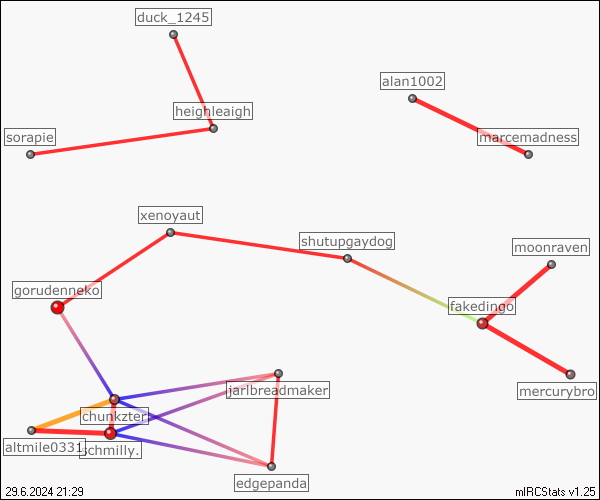 duck_1245
alan1002
heighleaigh
sorapie
marcemadness
xenoyaut
shutupgaydog
moonraven
gorudenneko
fakedingo
jarlbreadmaker
mercurybro
chunkzter
altmile0331
schmilly.
edgepanda
29.6.2024 21:29
mIRCStats v1.25